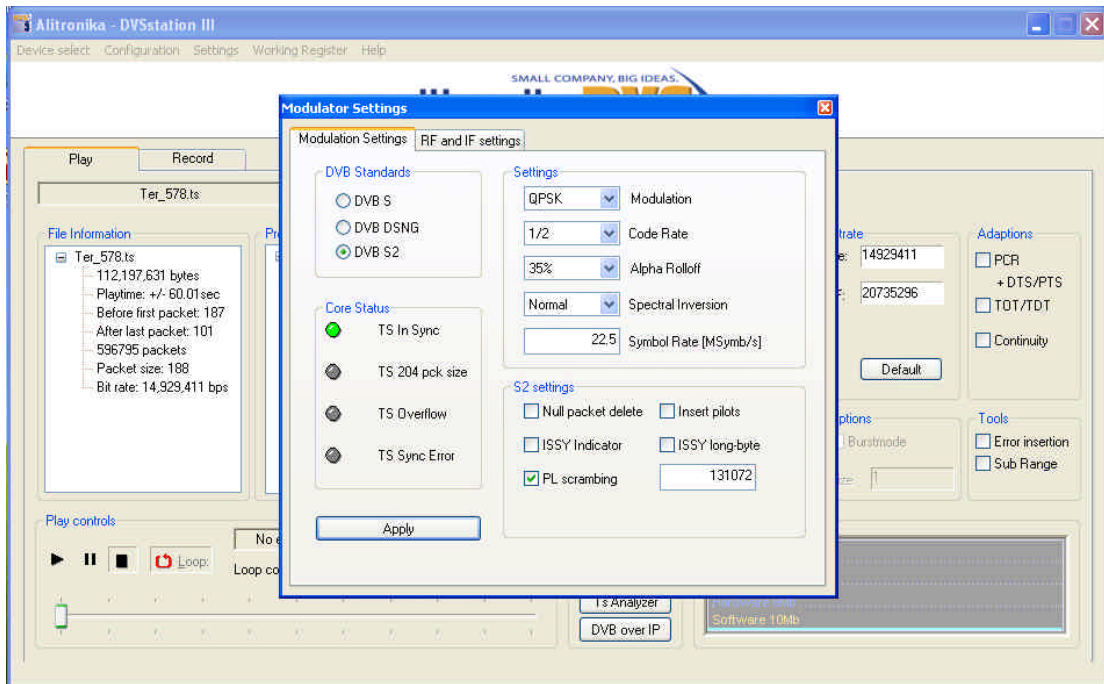 Alitronika - DVSstation III
Device select Configuration Settings Working Register Help
SMALL COMPANY, BIG IDEAS.
Modulator Settings
Modulation Settings
RF and IF settings
DVB Standards
DVB S
DVB DSNG
DVB S2
Core Status
TS In Sync
TS 204 pck size
TS Overflow
TS Sync Error
Apply
Settings
QPSK Modulation
1/2 Code Rate
35% Alpha Rolloff
Normal Spectral Inversion
22,5 Symbol Rate [MSymb/s]
S2 settings
Null packet delete Insert pilots
ISSY Indicator ISSY long-byte
PL scrambing 131072
Play Record
Ter_578.ts
File Information
Ter_578.ts
112,197,631 bytes
Playtime: +/- 60.01sec
Before first packet: 187
After last packet: 101
596795 packets
Packet size: 188
Bit rate: 14,929,411 bps
14929411
20735296
Default
Adaptions
PCR
+ DTS/PTS
TOT/TDT
Continuity
Burstmode
1
Tools
Error insertion
Sub Range
Play controls
Loop:
Loop co
Ts Analyzer
DVB over IP
Software 10Mb